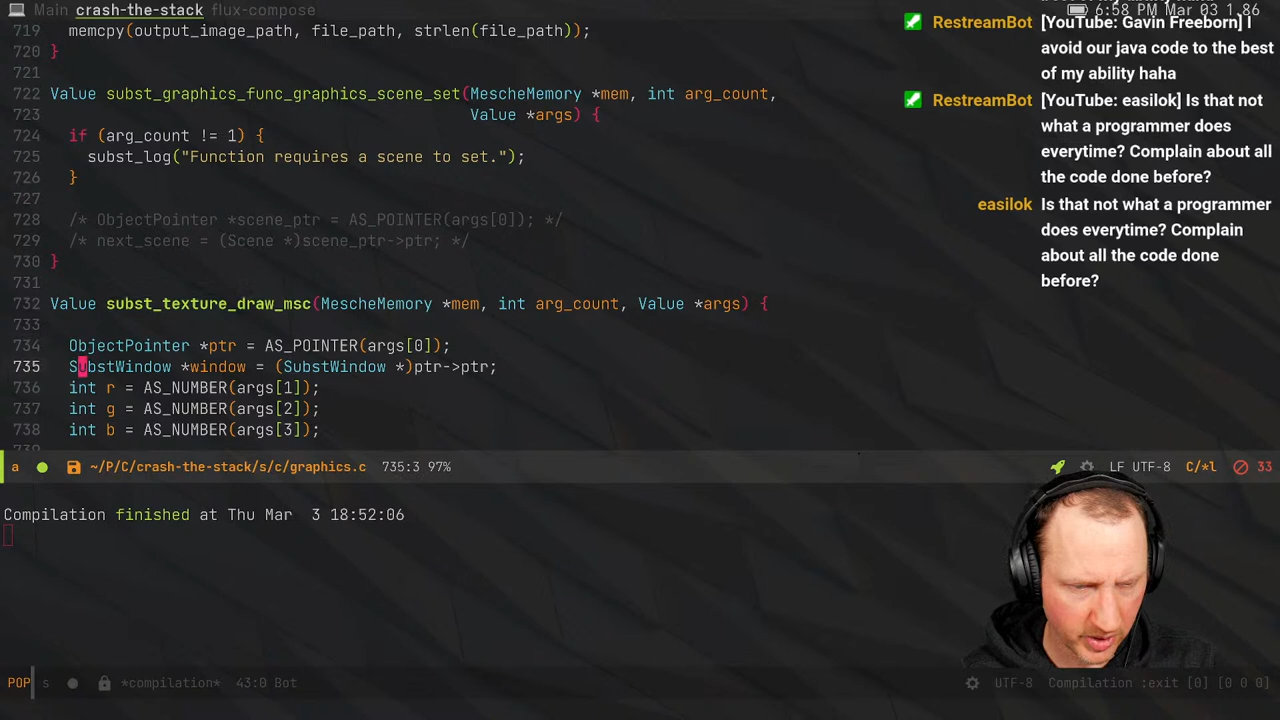 Main crash-the-stack flux-compose
6:58 PM Mar 03 1.86
719 memcpy(output_image_path, file_path, strlen(file_path));
720 }
721
722 Value subst_graphics_func_graphics_scene_set(MescheMemory *mem, int arg_count,
723 Value *args) {
724 if (arg_count != 1) {
725 subst_log("Function requires a scene to set.");
726 }
727
728 /* ObjectPointer *scene_ptr = AS_POINTER(args[0]); */
729 /* next_scene = (Scene *)scene_ptr->ptr; */
730 }
731
732 Value subst_texture_draw_msc(MescheMemory *mem, int arg_count, Value *args) {
733
734 ObjectPointer *ptr = AS_POINTER(args[0]);
735 SubstWindow *window = (SubstWindow *)ptr->ptr;
736 int r = AS_NUMBER(args[1]);
737 int g = AS_NUMBER(args[2]);
738 int b = AS_NUMBER(args[3]);
a ~/P/C/crash-the-stack/s/c/graphics.c 735:3 97% LF UTF-8 C/*l 33
Compilation finished at Thu Mar 3 18:52:06
POP s *compilation* 43:0 Bot UTF-8 Compilation :exit [0] [0 0 0]
RestreamBot [YouTube: Gavin Freeborn] I
avoid our java code to the best
of my ability haha
RestreamBot [YouTube: easilok] Is that not
what a programmer does
everytime? Complain about all
the code done before?
easilok Is that not what a programmer
does everytime? Complain
about all the code done
before?